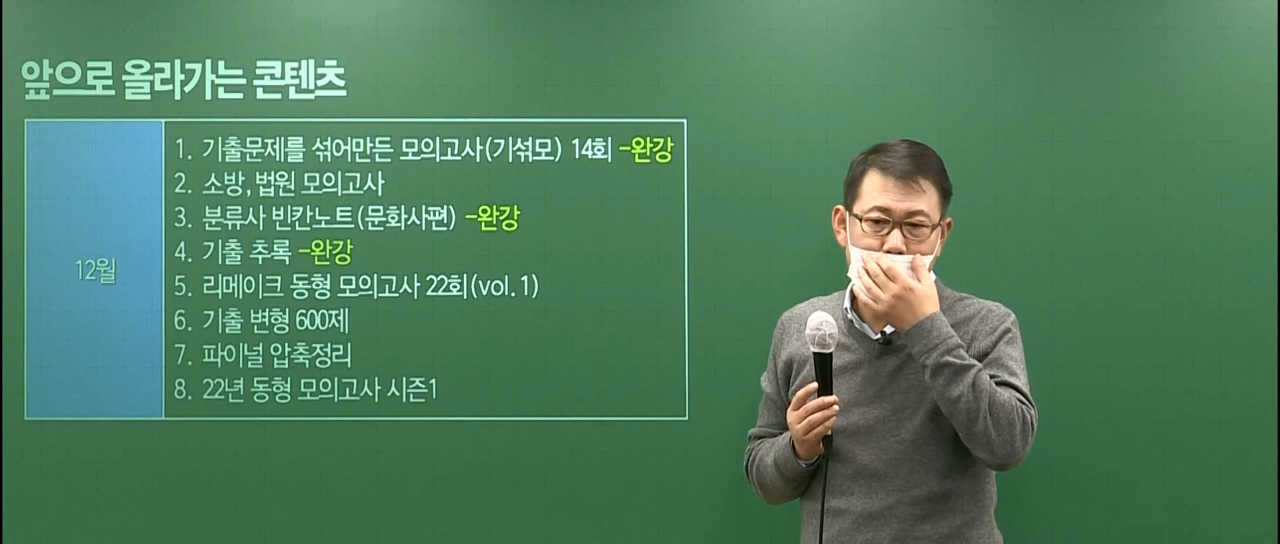 앞으로 올라가는 콘텐츠
12월
1. 기출문제를 섞어만든 모의고사(기섞모) 14회 -완강
2. 소방,법원 모의고사
3. 분류사 빈칸노트(문화사편) -완강
4. 기출 추록 -완강
5. 리메이크 동형 모의고사 22회(vol.1)
6. 기출 변형 600제
7. 파이널 압축정리
8. 22년 동형 모의고사 시즌1